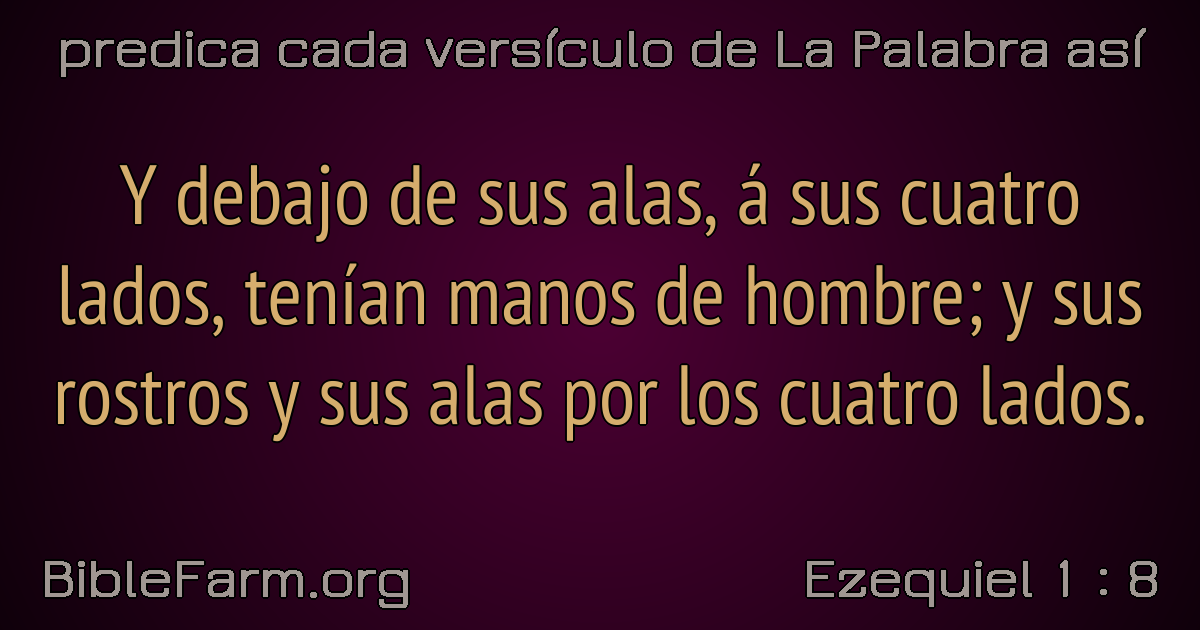 predica cada versículo de La Palabra así
Y debajo de sus alas, á sus cuatro
lados, tenían manos de hombre; y sus
rostros y sus alas por los cuatro lados.
BibleFarm.org
Ezequiel 1 : 8